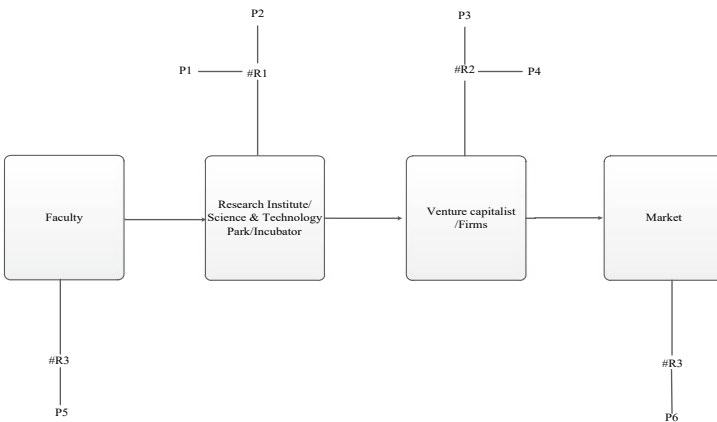 P2
P3
P1
#R1
#R2
P4
Faculty
Research Institute/
Science & Technology
Park/Incubator
Venture capitalist
/Firms
Market
#R3
#R3
P5
P6